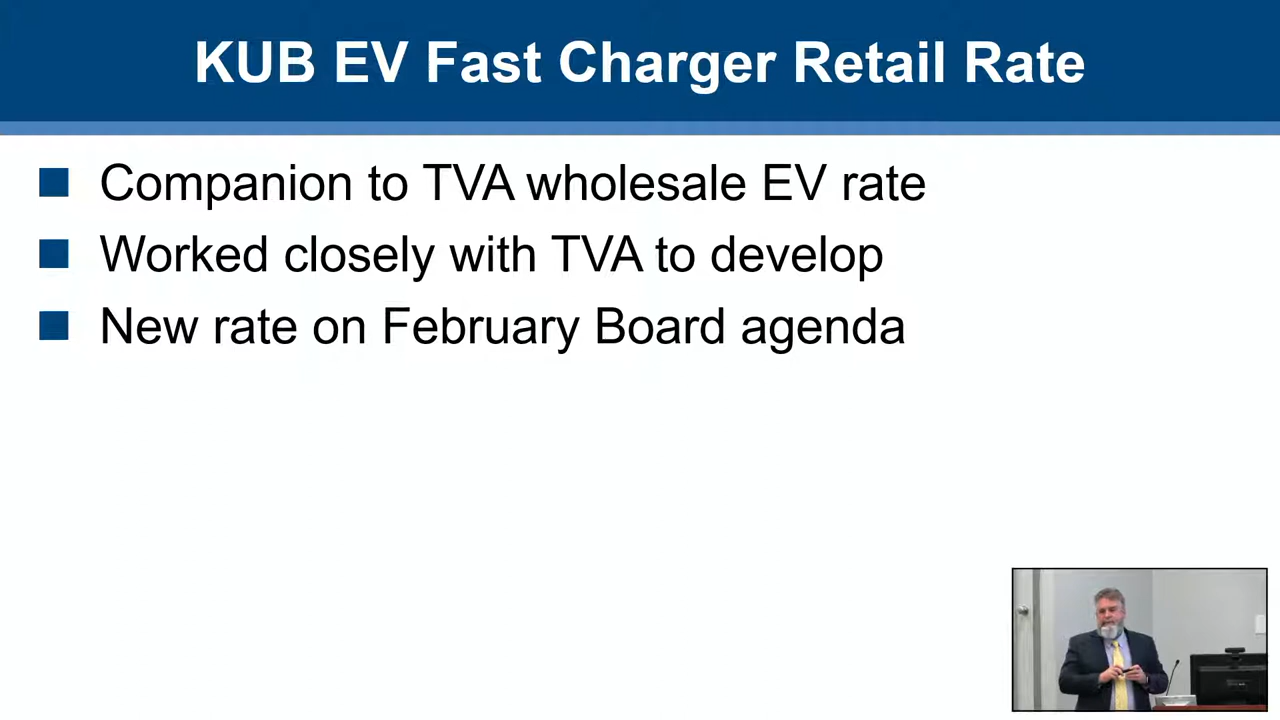 KUB EV Fast Charger Retail Rate
Companion to TVA wholesale EV rate
Worked closely with TVA to develop
New rate on February Board agenda